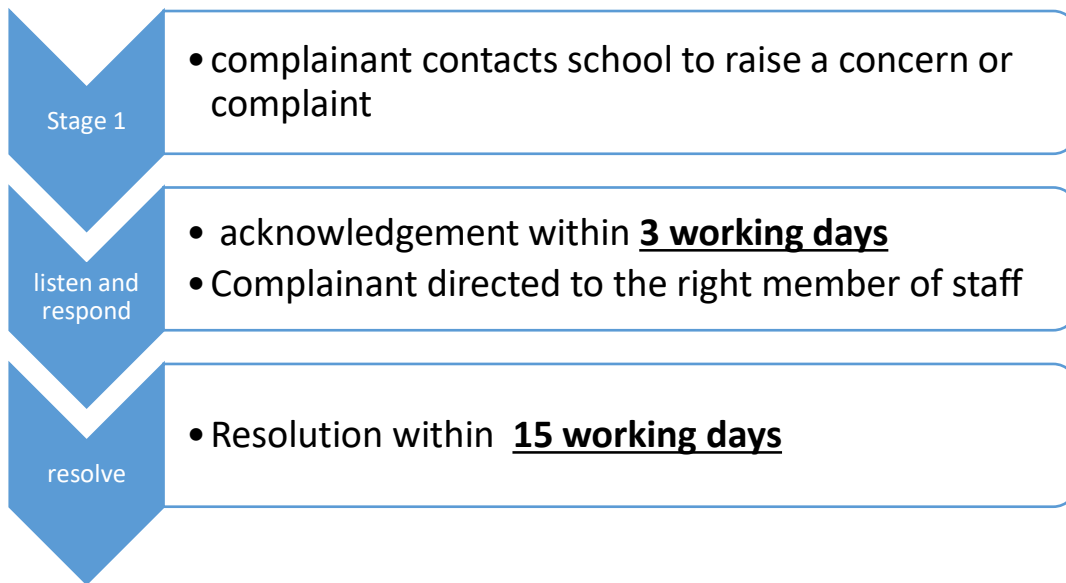 Stage 1
• complainant contacts school to raise a concern or
complaint
listen and
respond
• acknowledgement within 3 working days
• Complainant directed to the right member of staff
resolve
• Resolution within 15 working days